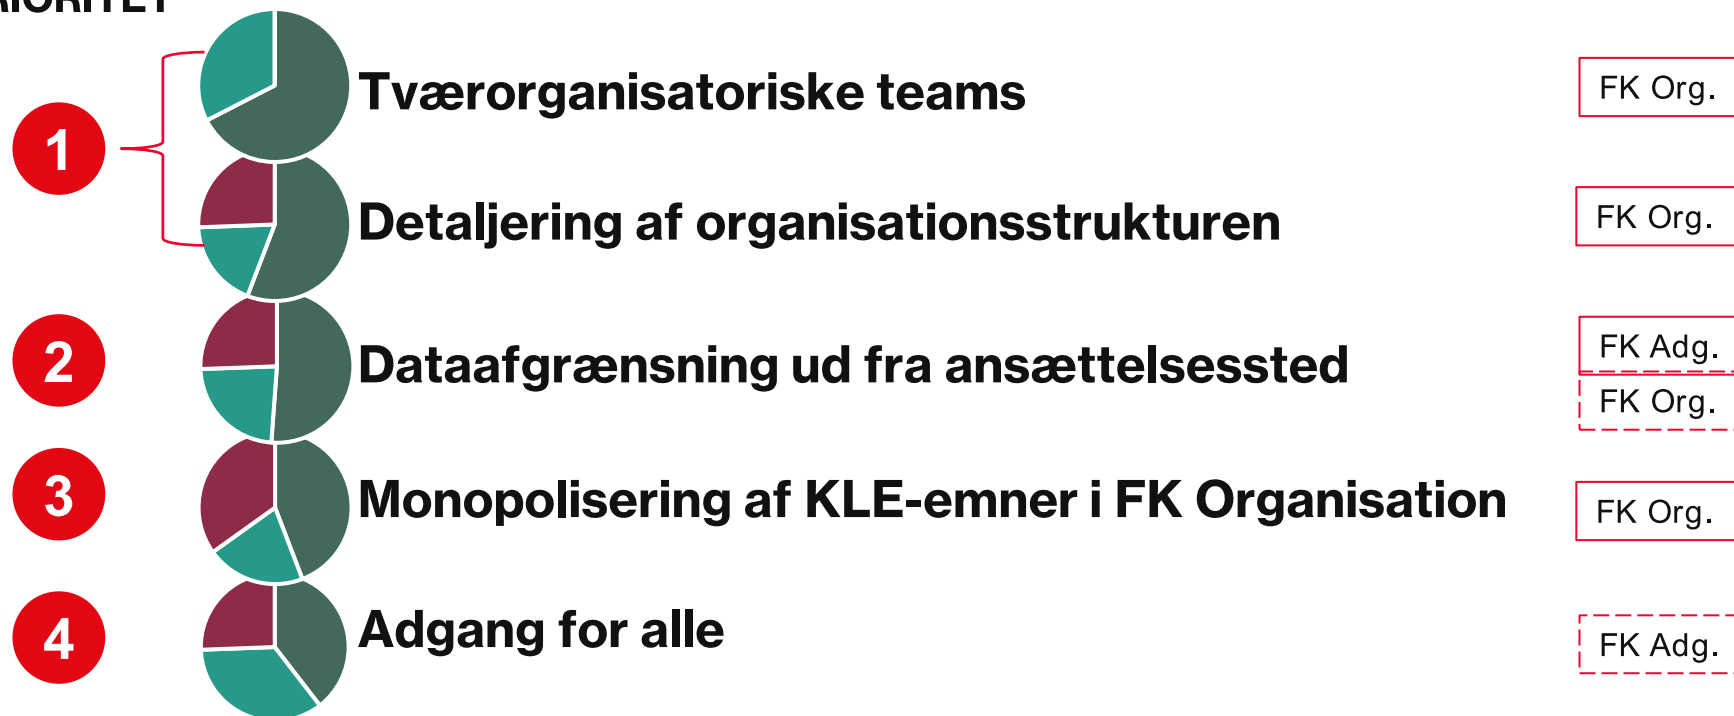 RIORITET
Tværorganisatoriske teams
FK Org.
1
Detaljering af organisationsstrukturen
FK Org.
2
Dataafgrænsning ud fra ansættelsessted
FK Adg.
FK Org.
3
Monopolisering af KLE-emner i FK Organisation
FK Org.
4
Adgang for alle
FK Adg.